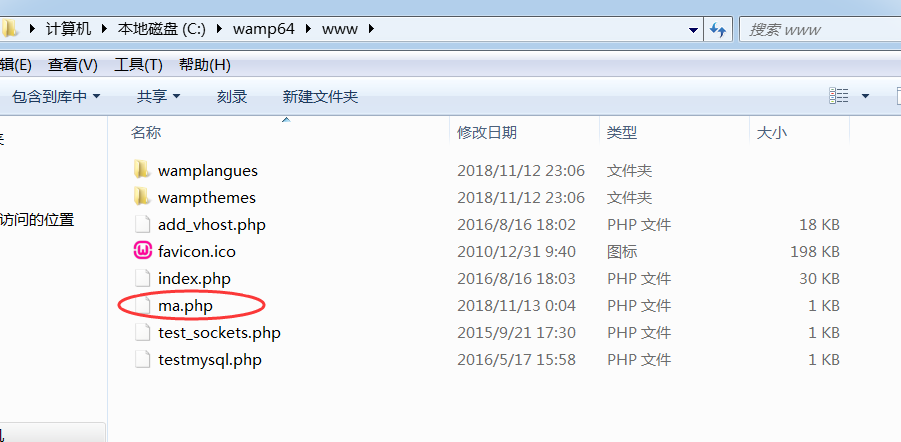 计算机 本地磁盘 (C:) wamp64 www 搜索 www
辑(E) 查看(V) 工具(T) 帮助(H)
包含到库中 共享 刻录 新建文件夹
名称 修改日期 类型 大小
wamplangues 2018/11/12 23:06 文件夹
wampthemes 2018/11/12 23:06 文件夹
访问的位置 add_vhost.php 2016/8/16 18:02 PHP 文件 18 KB
favicon.ico 2010/12/31 9:40 图标 198 KB
index.php 2016/8/16 18:03 PHP 文件 30 KB
ma.php 2018/11/13 0:04 PHP 文件 1 KB
test_sockets.php 2015/9/21 17:30 PHP 文件 1 KB
testmysql.php 2016/5/17 15:58 PHP 文件 1 KB